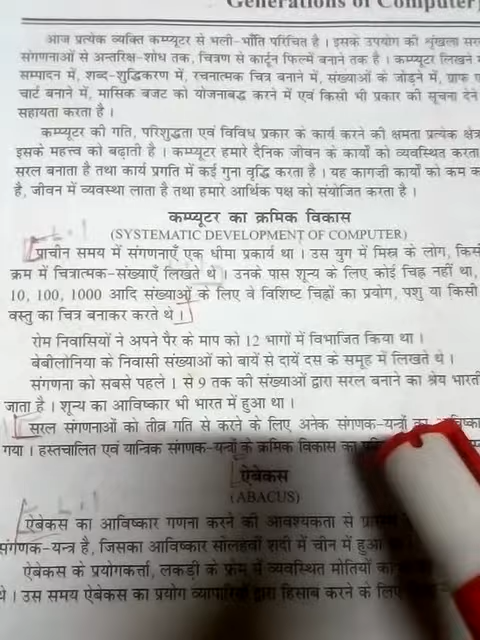 Generations of Computer
आज प्रत्येक व्यक्ति कम्प्यूटर से भली-भाँति परिचित है। इसके उपयोग की शृंखला सरल
संगणनाओं से अन्तरिक्ष-शोध तक, चित्रण से कार्टून फिल्में बनाने तक है। कम्प्यूटर लिखने
सम्पादन में, शब्द-शुद्धिकरण में, रचनात्मक चित्र बनाने में, संख्याओं के जोड़ने में, ग्राफ
चार्ट बनाने में, मासिक बजट को योजनाबद्ध करने में एवं किसी भी प्रकार की सूचना देने
सहायता करता है।
कम्प्यूटर की गति, परिशुद्धता एवं विविध प्रकार के कार्य करने की क्षमता प्रत्येक क्षेत्र
इसके महत्त्व को बढ़ाती है। कम्प्यूटर हमारे दैनिक जीवन के कार्यों को व्यवस्थित करता
सरल बनाता है तथा कार्य प्रगति में कई गुना वृद्धि करता है। यह कागजी कार्यों को कम
है, जीवन में व्यवस्था लाता है तथा हमारे आर्थिक पक्ष को संयोजित करता है।
कम्प्यूटर का क्रमिक विकास
(SYSTEMATIC DEVELOPMENT OF COMPUTER)
प्राचीन समय में संगणनाएँ एक धीमा प्रकार्य था। उस युग में मिस्र के लोग, किसी
क्रम में चित्रात्मक-संख्याएँ लिखते थे। उनके पास शून्य के लिए कोई चिह्न नहीं था,
10, 100, 1000 आदि संख्याओं के लिए वे विशिष्ट चिह्नों का प्रयोग, पशु या किसी
वस्तु का चित्र बनाकर करते थे।
रोम निवासियों ने अपने पैर के माप को 12 भागों में विभाजित किया था।
बेबीलोनिया के निवासी संख्याओं को बायें से दायें दस के समूह में लिखते थे।
संगणना को सबसे पहले 1 से 9 तक की संख्याओं द्वारा सरल बनाने का श्रेय
जाता है। शून्य का आविष्कार भी भारत में हुआ था।
सरल संगणनाओं को तीव्र गति से करने के लिए अनेक संगणक-यन्त्रों का
गया। हस्तचालित एवं यान्त्रिक संगणक-यन्त्रों के क्रमिक विकास का
ऐबेकस
(ABACUS)
ऐबेकस का आविष्कार गणना करने की आवश्यकता से
संगणक-यन्त्र है, जिसका आविष्कार सोलहवीं शदी में चीन में हुआ
ऐबेकस के प्रयोगकर्त्ता, लकड़ी के फ्रेम में व्यवस्थित मोतियों
थे। उस समय ऐबेकस का प्रयोग व्यापारियों द्वारा हिसाब करने के लिए